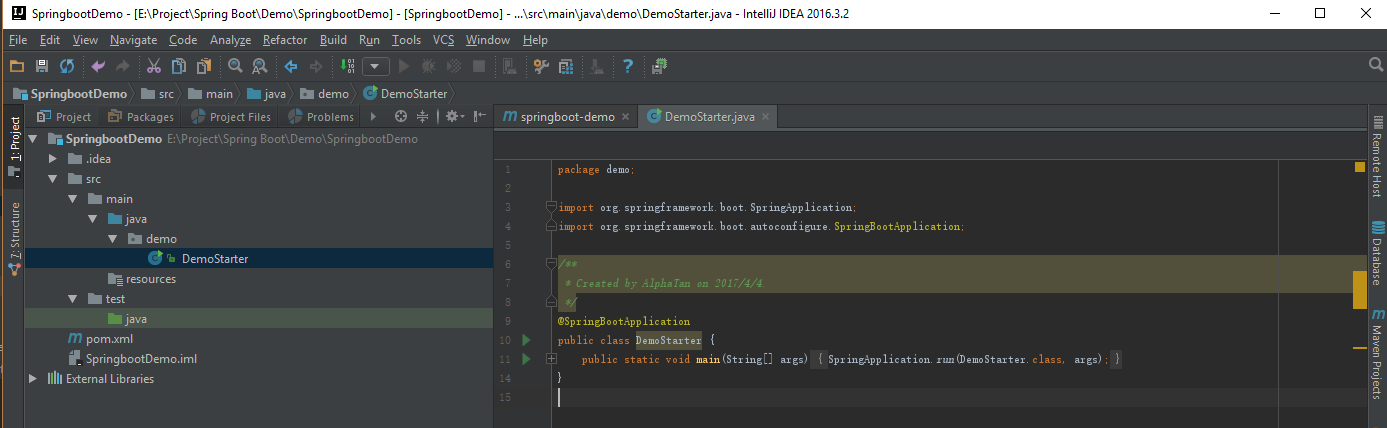 SpringbootDemo - [E:\Project\Spring Boot\Demo\SpringbootDemo] - [SpringbootDemo] - ...\src\main\java\demo\DemoStarter.java - IntelliJ IDEA 2016.3.2
File Edit View Navigate Code Analyze Refactor Build Run Tools VCS Window Help
SpringbootDemo src main java demo DemoStarter
Project Packages Project Files Problems
springboot-demo DemoStarter.java
1: Project
7: Structure
SpringbootDemo E:\Project\Spring Boot\Demo\SpringbootDemo
.idea
src
main
java
demo
DemoStarter
resources
test
java
pom.xml
SpringbootDemo.iml
External Libraries
1 package demo;
2
3 import org.springframework.boot.SpringApplication;
4 import org.springframework.boot.autoconfigure.SpringBootApplication;
5
6 /**
7 * Created by AlphaTan on 2017/4/4.
8 */
9 @SpringBootApplication
10 public class DemoStarter {
11 public static void main(String[] args) { SpringApplication.run(DemoStarter.class, args); }
14 }
15
Remote Host
Database
Maven Projects